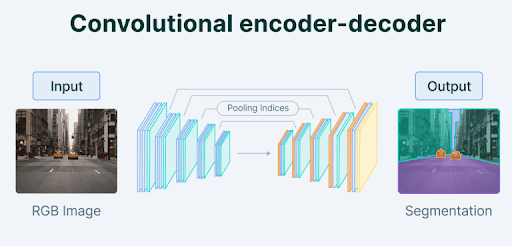 Convolutional encoder-decoder
Input
Output
Pooling Indices
RGB Image
Segmentation